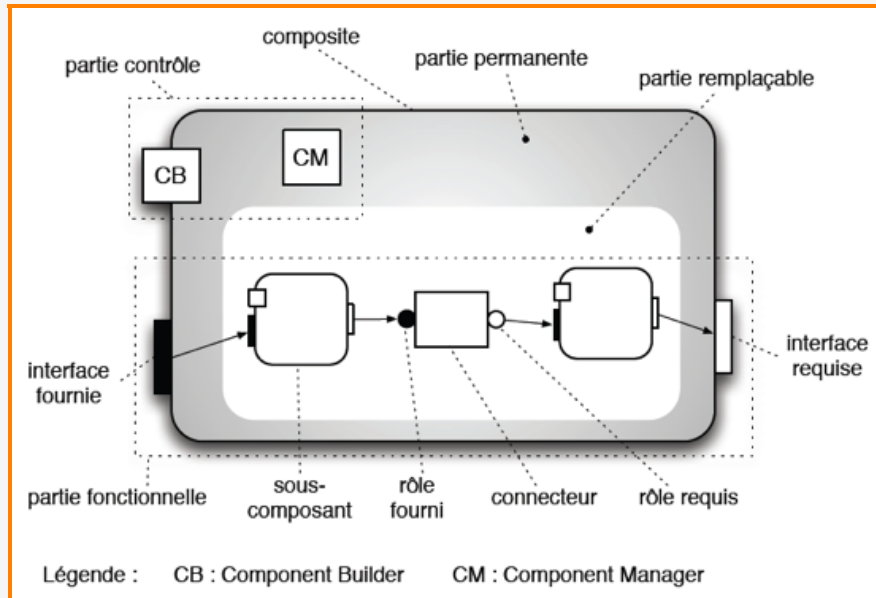 composite
partie contrôle
partie permanente
partie remplaçable
CB
CM
interface
fournie
interface
requise
partie fonctionnelle
sous-
composant
rôle
fourni
connecteur
rôle requis
Légende : CB : Component Builder CM : Component Manager